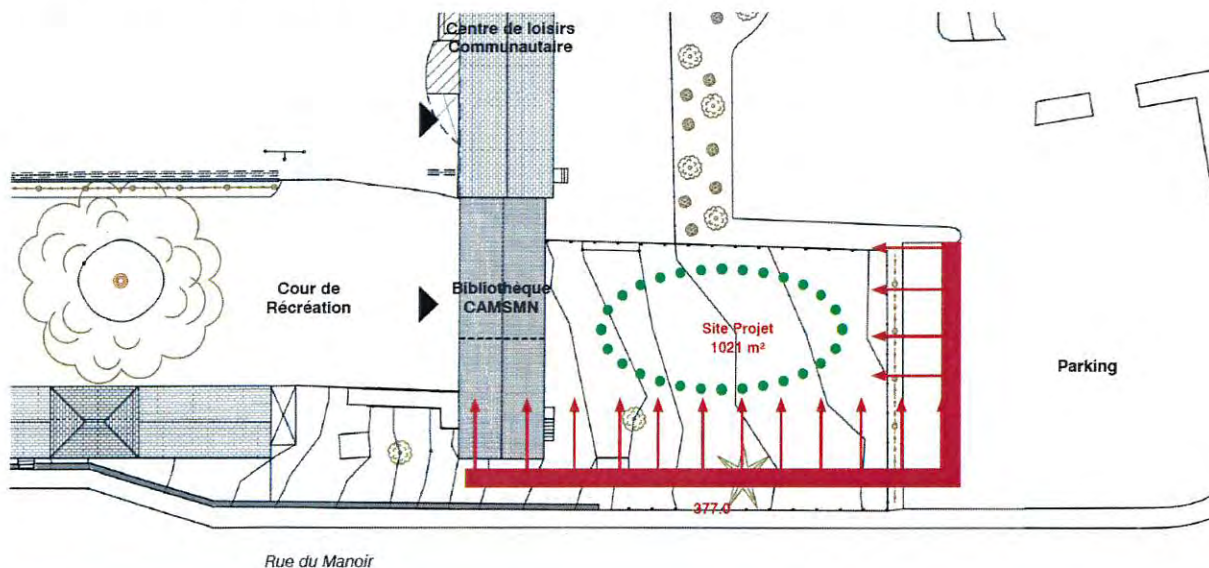 Centre de loisirs
Communautaire
Cour de
Récréation
Bibliothèque
CAMSMN
Site Projet
1021 m²
Parking
377.0
Rue du Manoir